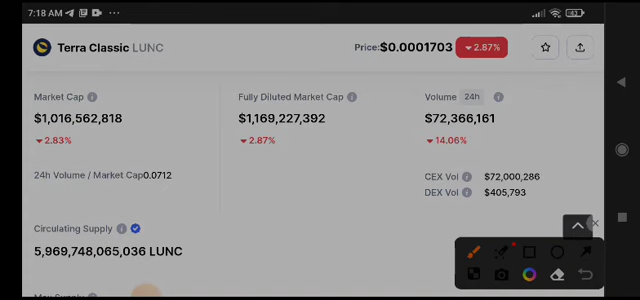 7:18 AM
Terra Classic LUNC
Price:$0.0001703 2.87%
Market Cap
$1,016,562,818
2.83%
Fully Diluted Market Cap
$1,169,227,392
2.87%
Volume 24h
$72,366,161
14.06%
24h Volume / Market Cap0.0712
CEX Vol $72,000,286
DEX Vol $405,793
Circulating Supply
5,969,748,065,036 LUNC